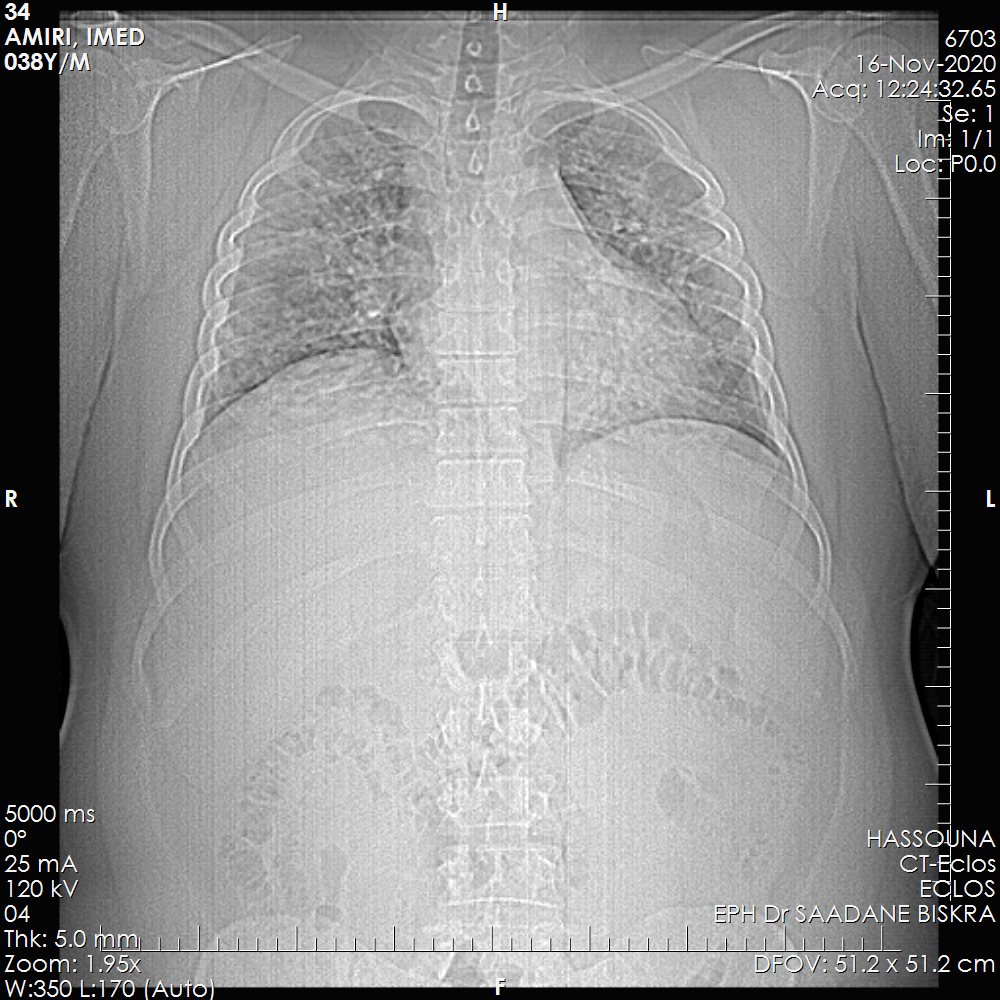 34
AMIRI, IMED
038Y/M
H
6703
16-Nov-2020
Acq: 12:24:32.65
Se: 1
Im: 1/1
Loc: P0.0
R
L
5000 ms
0°
25 mA
120 kV
04
Thk: 5.0 mm
Zoom: 1.95x
W:350 L:170 (Auto)
F
HASSOUNA
CT-Eclos
ECLOS
EPH Dr SAADANE BISKRA
DFOV: 51.2 x 51.2 cm